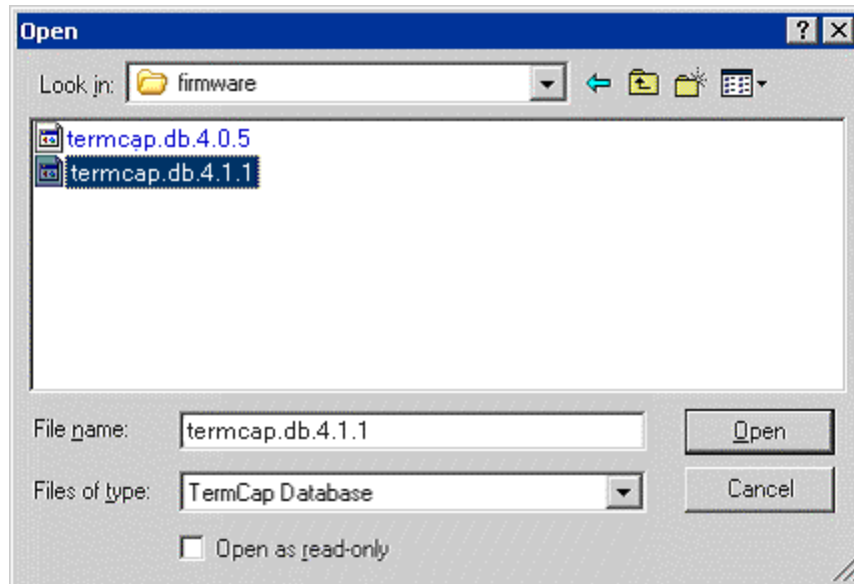 Open
Look in: firmware
termcap.db.4.0.5
termcap.db.4.1.1
File name: termcap.db.4.1.1 Open
Files of type: TermCap Database Cancel
Open as read-only